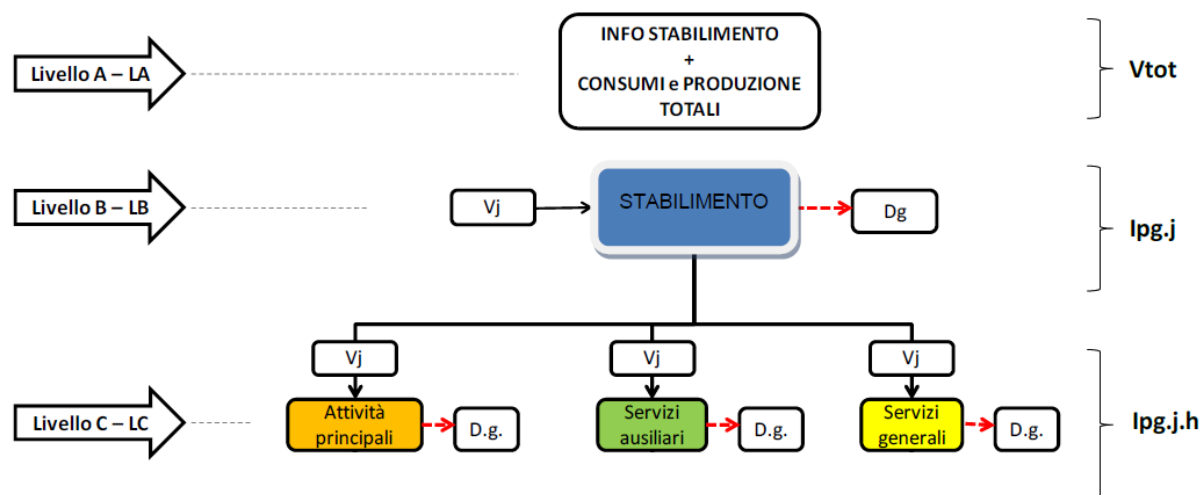 INFO STABILIMENTO
+
CONSUMI e PRODUZIONE
TOTALI
Livello A – LA
Vtot
Livello B – LB
Vj
STABILIMENTO
Dg
Ipg.j
Vj
Vj
Vj
Livello C – LC
Attività
principali
D.g.
Servizi
ausiliari
D.g.
Servizi
generali
D.g.
Ipg.j.h